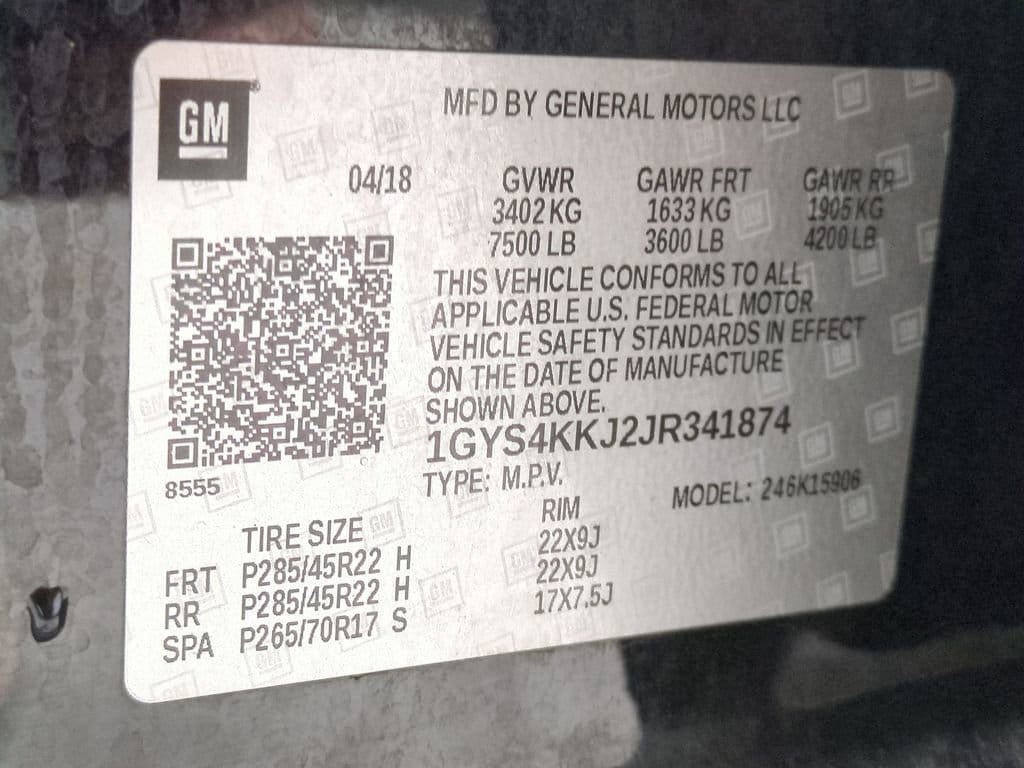 GM
MFD BY GENERAL MOTORS LLC
04/18 GVWR GAWR FRT GAWR RR
3402 KG 1633 KG 1905 KG
7500 LB 3600 LB 4200 LB
THIS VEHICLE CONFORMS TO ALL
APPLICABLE U.S. FEDERAL MOTOR
VEHICLE SAFETY STANDARDS IN EFFECT
ON THE DATE OF MANUFACTURE
SHOWN ABOVE.
1GYS4KKJ2JR341874
8555
TYPE: M.P.V. MODEL: 246K15906
TIRE SIZE RIM
FRT P285/45R22 H 22X9J
RR P285/45R22 H 22X9J
SPA P265/70R17 S 17X7.5J